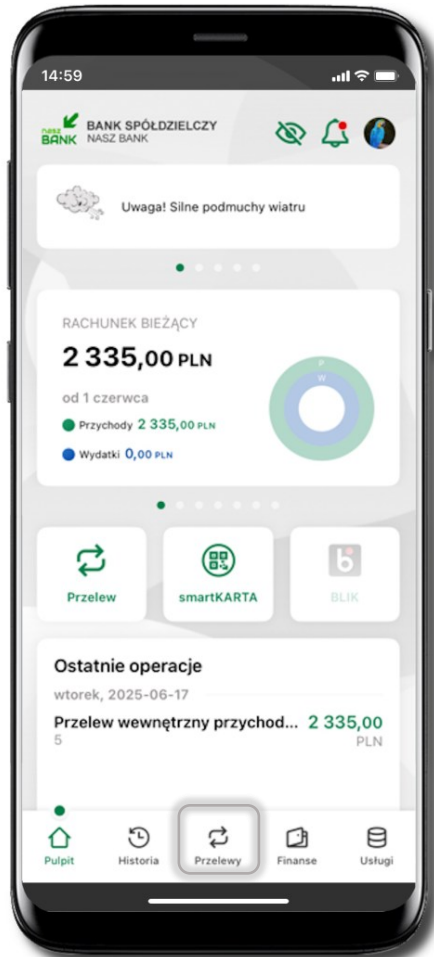 14:59
nasz
BANK
BANK SPÓŁDZIELCZY
NASZ BANK
Uwaga! Silne podmuchy wiatru
RACHUNEK BIEŻĄCY
2 335,00 PLN
od 1 czerwca
Przychody 2 335,00 PLN
Wydatki 0,00 PLN
P
W
Przelew
smartKARTA
b
BLIK
Ostatnie operacje
wtorek, 2025-06-17
Przelew wewnętrzny przychod... 2 335,00
5 PLN
Pulpit Historia Przelewy Finanse Usługi